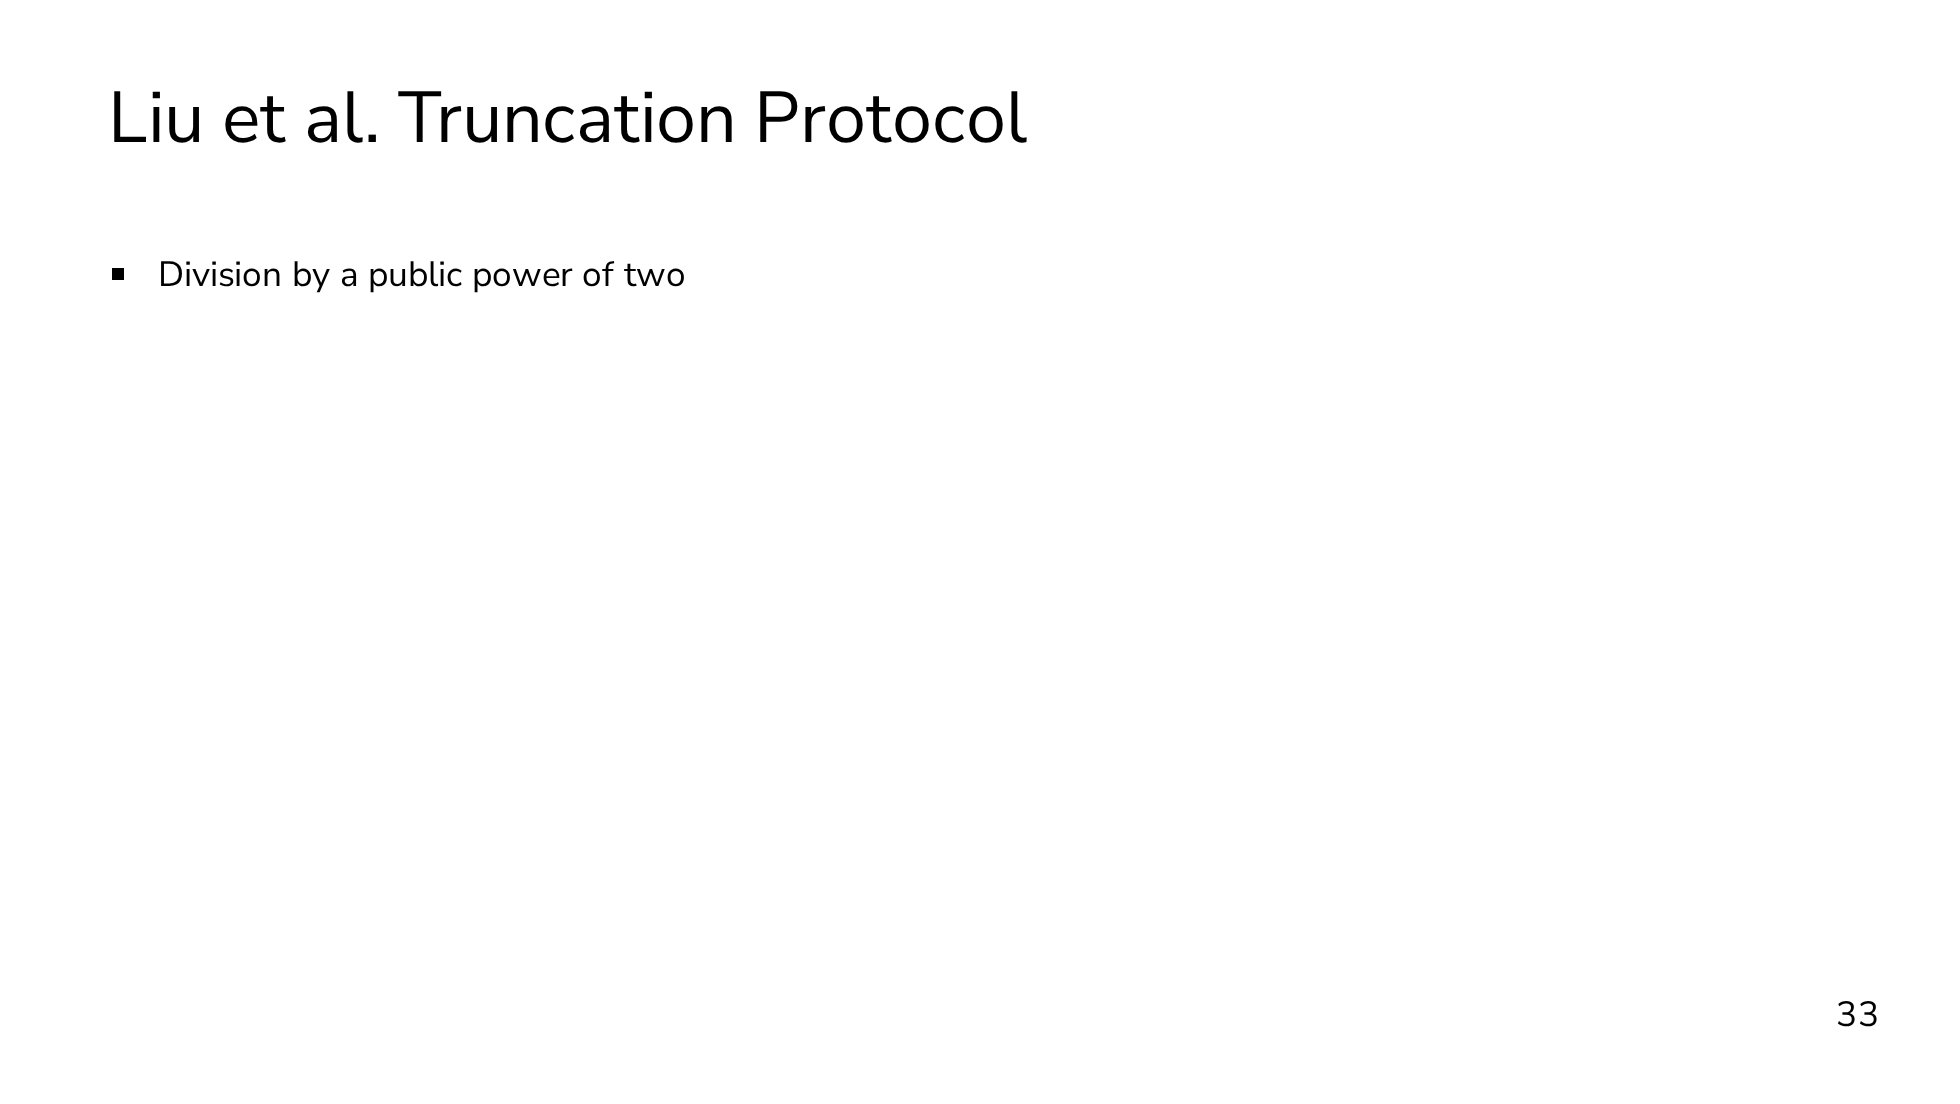 Liu et al. Truncation Protocol
▪ Division by a public power of two
33